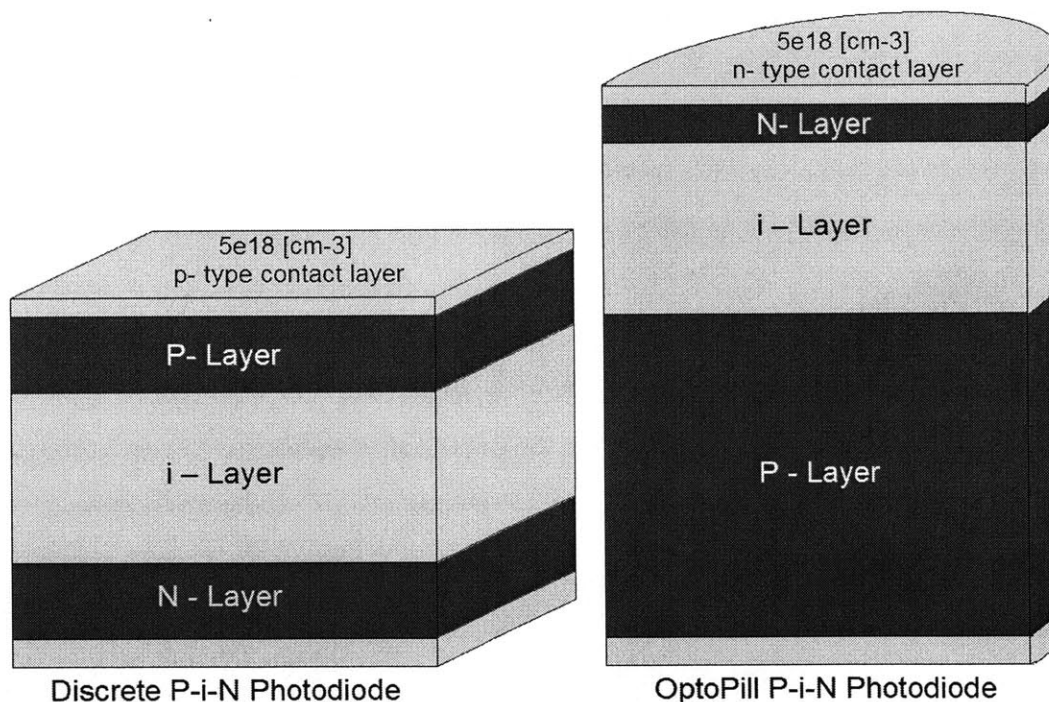 5e18 [cm-3]
p- type contact layer
P- Layer
i – Layer
N - Layer
Discrete P-i-N Photodiode
5e18 [cm-3]
n- type contact layer
N- Layer
i – Layer
P - Layer
OptoPill P-i-N Photodiode